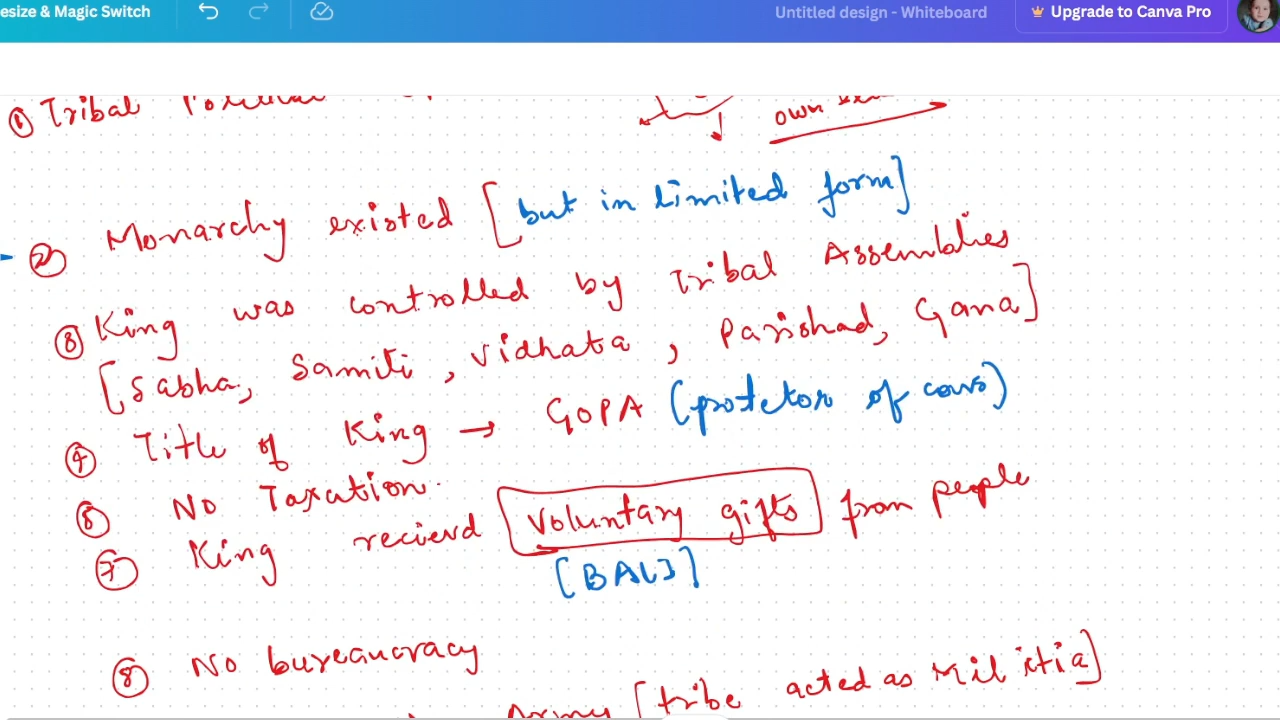 esize & Magic Switch
Untitled design - Whiteboard
Upgrade to Canva Pro
① Tribal Political
own
② Monarchy existed [but in limited form]
③ King was controlled by Tribal Assemblies
[Sabha, Samiti, Vidhata, Parishad, Gana]
④ Title of King → GOPA (protector of cows)
⑤ No Taxation.
⑦ King recievd voluntary gifts from people
[BALI]
⑧ No bureaucracy
Army [tribe acted as Militia]